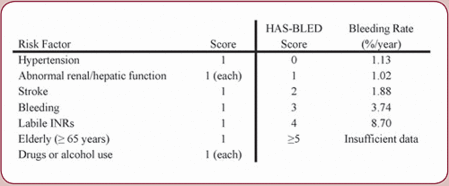 HAS-BLED Bleeding Rate
Risk Factor Score Score (%/year)
Hypertension 1 0 1.13
Abnormal renal/hepatic function 1 (each) 1 1.02
Stroke 1 2 1.88
Bleeding 1 3 3.74
Labile INRs 1 4 8.70
Elderly (≥ 65 years) 1 ≥5 Insufficient data
Drugs or alcohol use 1 (each)